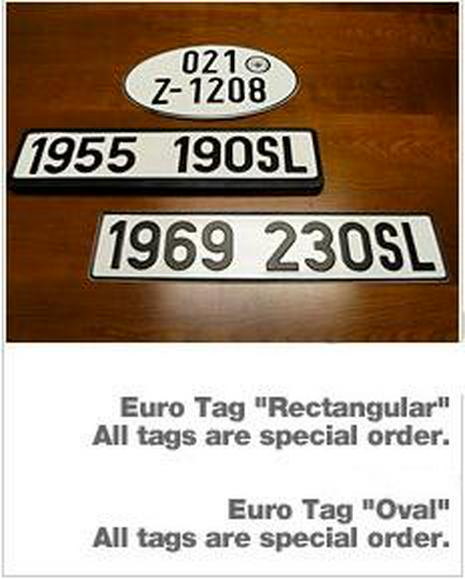 021
Z-1208
1955 190SL
1969 230SL
Euro Tag "Rectangular"
All tags are special order.
Euro Tag "Oval"
All tags are special order.